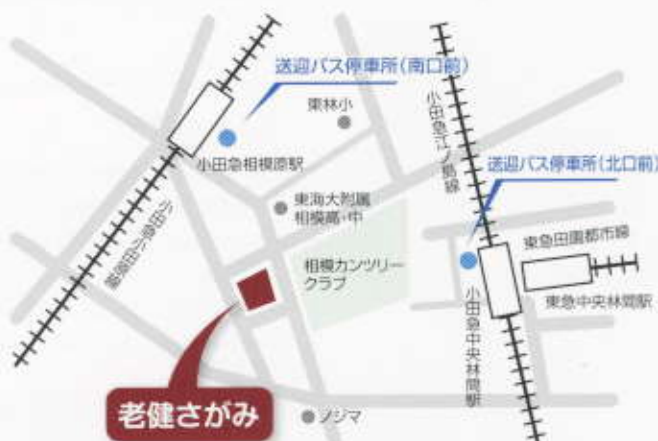 送迎バス停車所(南口前)
東林小
小田急江ノ島線
小田急相模原駅
送迎バス停車所(北口前)
小田急小田原線
東海大附属
相模高・中
東急田園都市線
相模カンツリー
クラブ
東急中央林間駅
小田急中央林間駅
老健さがみ
ノジマ